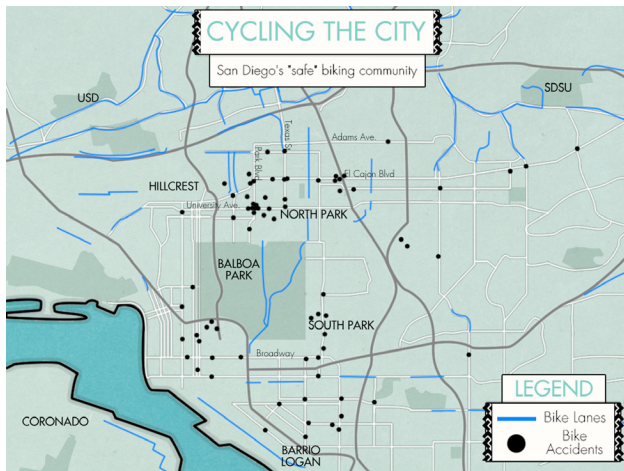 CYCLING THE CITY
San Diego's "safe" biking community
USD
SDSU
Texas St.
Adams Ave.
Park Blvd
El Cajon Blvd
HILLCREST
University Ave.
NORTH PARK
BALBOA
PARK
SOUTH PARK
Broadway
CORONADO
BARRIO
LOGAN
LEGEND
Bike Lanes
Bike
Accidents